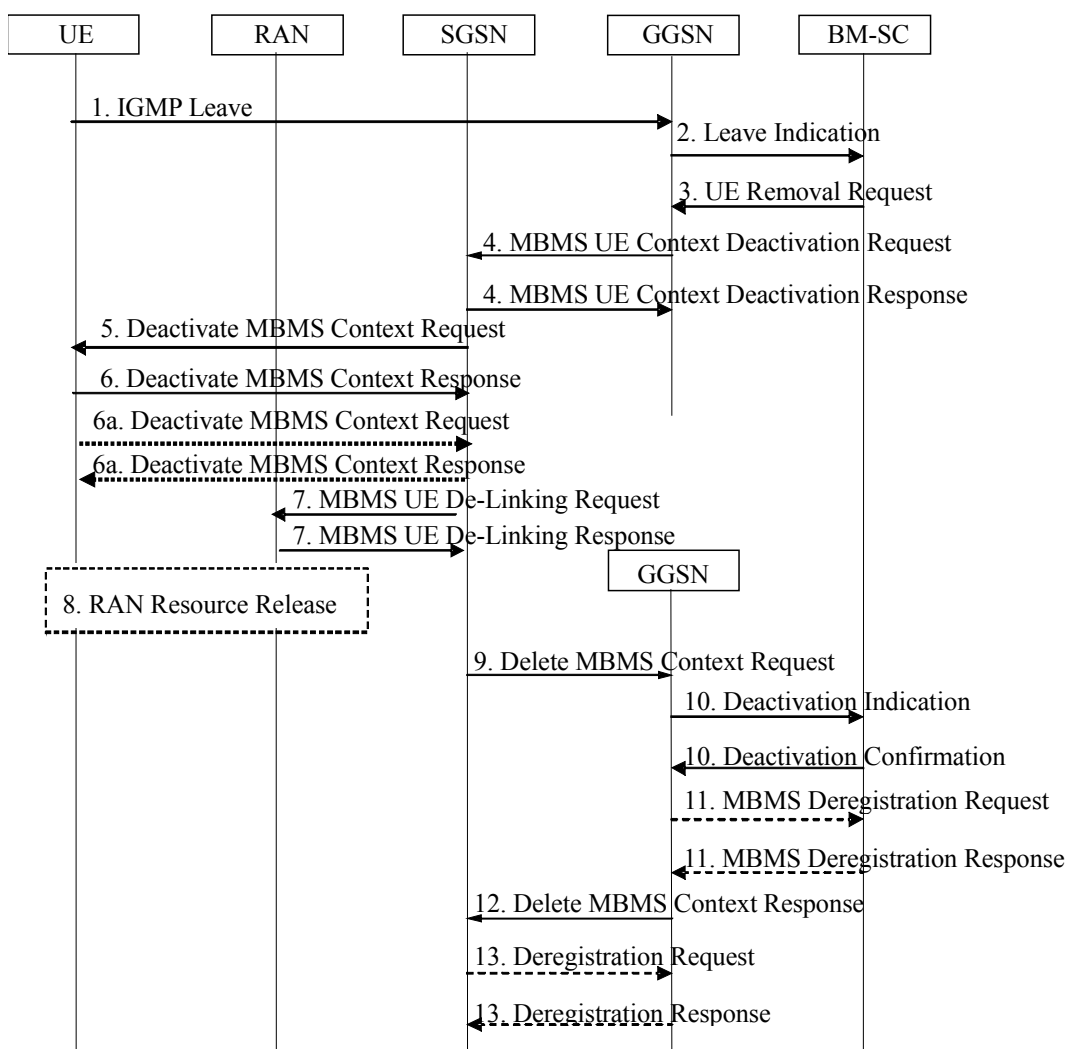 UE
RAN
SGSN
GGSN
BM-SC
1. IGMP Leave
2. Leave Indication
3. UE Removal Request
4. MBMS UE Context Deactivation Request
4. MBMS UE Context Deactivation Response
5. Deactivate MBMS Context Request
6. Deactivate MBMS Context Response
6a. Deactivate MBMS Context Request
6a. Deactivate MBMS Context Response
7. MBMS UE De-Linking Request
7. MBMS UE De-Linking Response
GGSN
8. RAN Resource Release
9. Delete MBMS Context Request
10. Deactivation Indication
10. Deactivation Confirmation
11. MBMS Deregistration Request
11. MBMS Deregistration Response
12. Delete MBMS Context Response
13. Deregistration Request
13. Deregistration Response